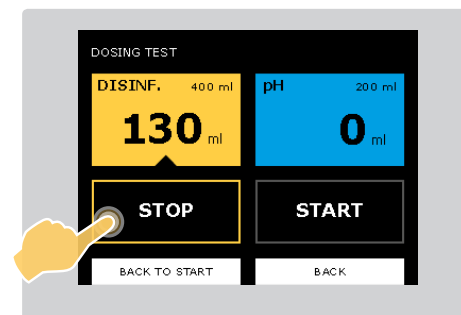 DOSING TEST
DISINF. 400 ml
pH 200 ml
130 ml
0 ml
STOP
START
BACK TO START
BACK